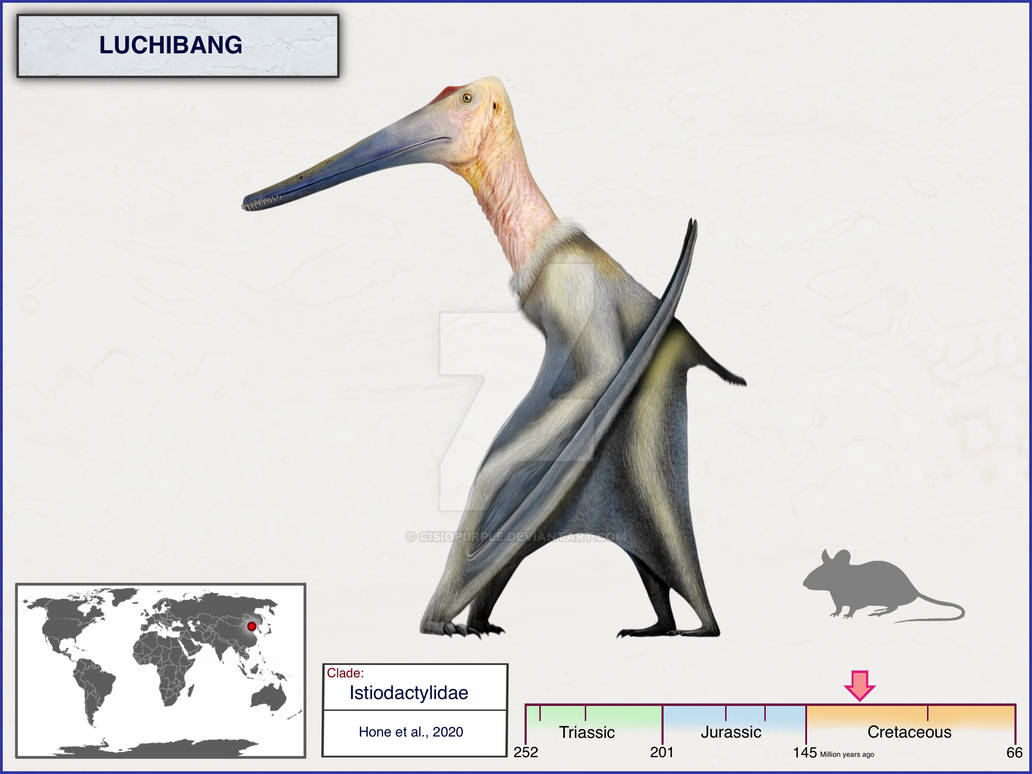 LUCHIBANG
© CISIOPURPLE.DEVIANTART.COM
Clade:
Istiodactylidae
Hone et al., 2020
Triassic Jurassic Cretaceous
252 201 145 Million years ago 66